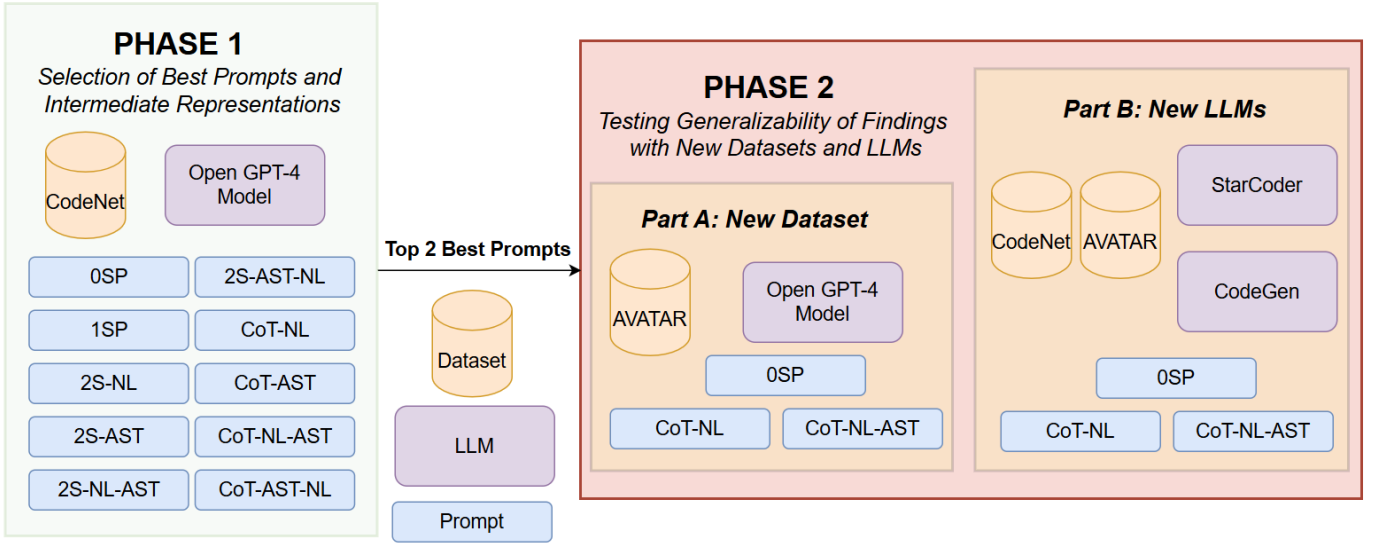 PHASE 1
Selection of Best Prompts and
Intermediate Representations
CodeNet
Open GPT-4
Model
0SP
2S-AST-NL
1SP
CoT-NL
2S-NL
CoT-AST
2S-AST
CoT-NL-AST
2S-NL-AST
CoT-AST-NL
Top 2 Best Prompts
Dataset
LLM
Prompt
PHASE 2
Testing Generalizability of Findings
with New Datasets and LLMs
Part A: New Dataset
AVATAR
Open GPT-4
Model
0SP
CoT-NL
CoT-NL-AST
Part B: New LLMs
CodeNet
AVATAR
StarCoder
CodeGen
0SP
CoT-NL
CoT-NL-AST